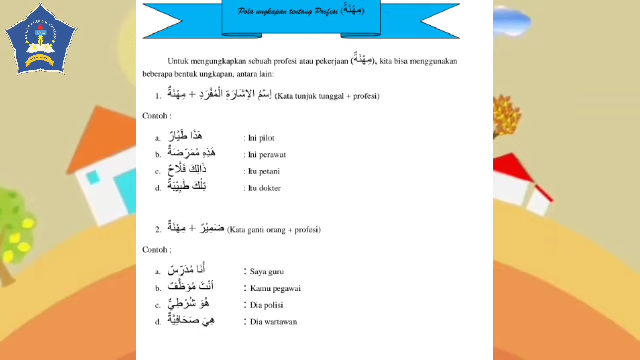 Pola ungkapan tentang Profesi (مِهْنَةٌ)
Untuk mengungkapkan sebuah profesi atau pekerjaan (مِهْنَةٌ), kita bisa menggunakan
beberapa bentuk ungkapan, antara lain:
1. اِسْمُ الإِشَارَةِ الْمُفْرَدِ + مِهْنَةٌ (Kata tunjuk tunggal + profesi)
Contoh :
a. هَذَا طَيَّارٌ : Ini pilot
b. هَذِهِ مُمَرِّضَةٌ : Ini perawat
c. ذَالِكَ فَلَّاحٌ : Itu petani
d. تِلْكَ طَبِيْبَةٌ : Itu dokter
2. ضَمِيْرٌ + مِهْنَةٌ (Kata ganti orang + profesi)
Contoh :
a. أَنَا مُدَرِّسٌ : Saya guru
b. أَنْتَ مُوَظَّفٌ : Kamu pegawai
c. هُوَ شُرْطِيٌّ : Dia polisi
d. هِيَ صَحَافِيَّةٌ : Dia wartawan